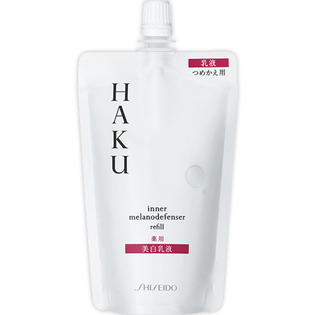 乳液
つめかえ用
HAKU
inner
melanodefenser
refill
薬用
美白乳液
SHISEIDO